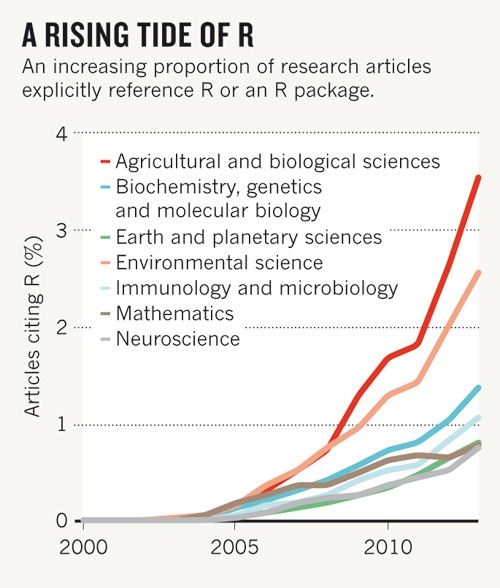 A RISING TIDE OF R
An increasing proportion of research articles
explicitly reference R or an R package.
4
Agricultural and biological sciences
Biochemistry, genetics
and molecular biology
3
Earth and planetary sciences
Environmental science
Immunology and microbiology
Mathematics
2
Neuroscience
Articles citing R (%)
1
0
2000
2005
2010